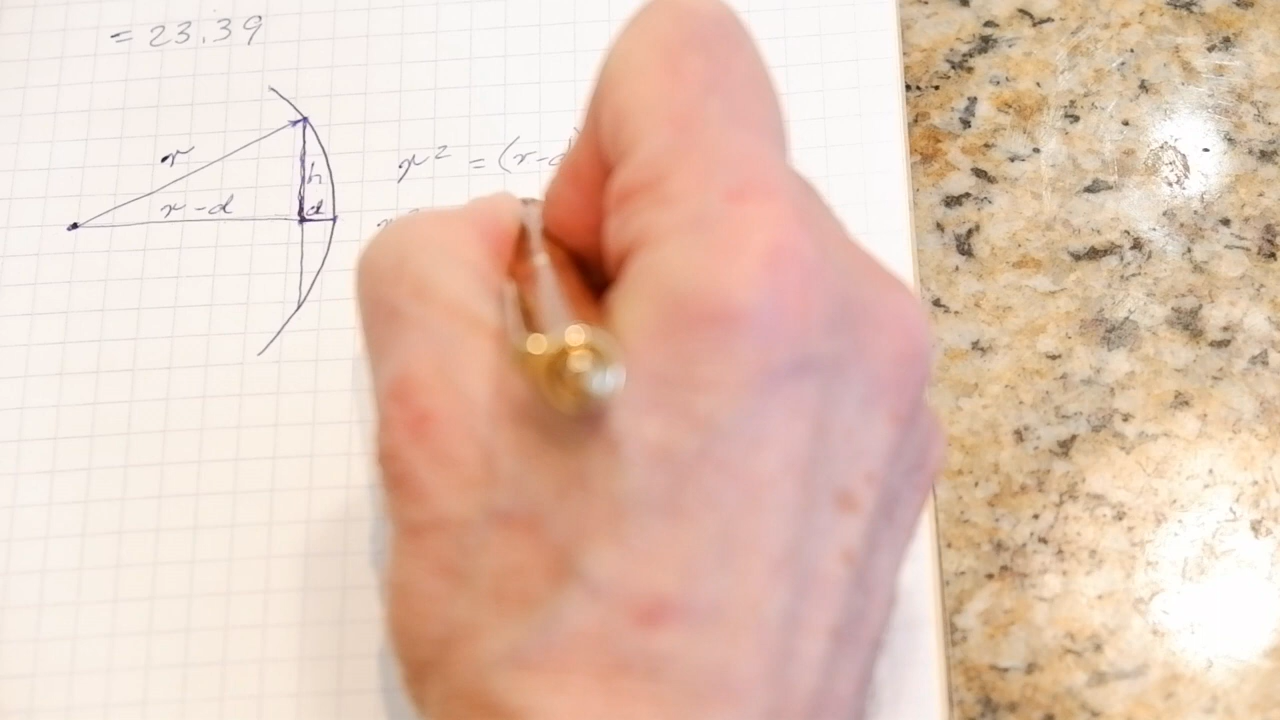 = 23.39
r
h
r-d
d
r² = (r-d)